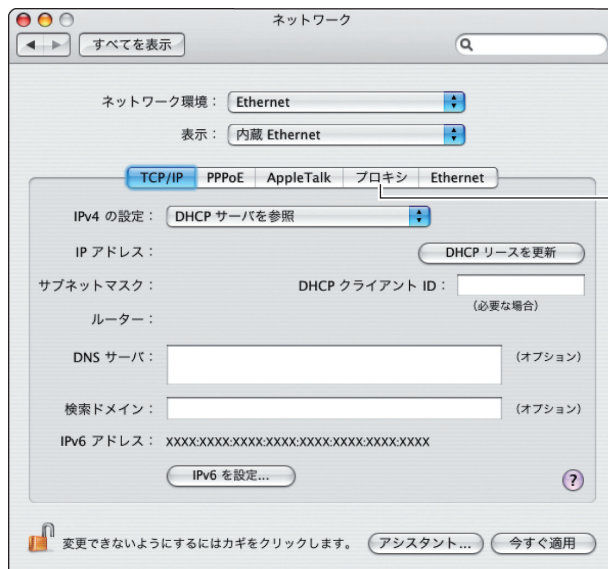 ネットワーク
すべてを表示
ネットワーク環境： Ethernet
表示： 内蔵 Ethernet
TCP/IP PPPoE AppleTalk プロキシ Ethernet
IPv4 の設定： DHCP サーバを参照
IP アドレス： DHCP リースを更新
サブネットマスク： DHCP クライアント ID：
(必要な場合)
ルーター：
DNS サーバ： (オプション)
検索ドメイン： (オプション)
IPv6 アドレス： XXXX:XXXX:XXXX:XXXX:XXXX:XXXX:XXXX:XXXX
IPv6 を設定...
?
変更できないようにするにはカギをクリックします。 アシスタント... 今すぐ適用